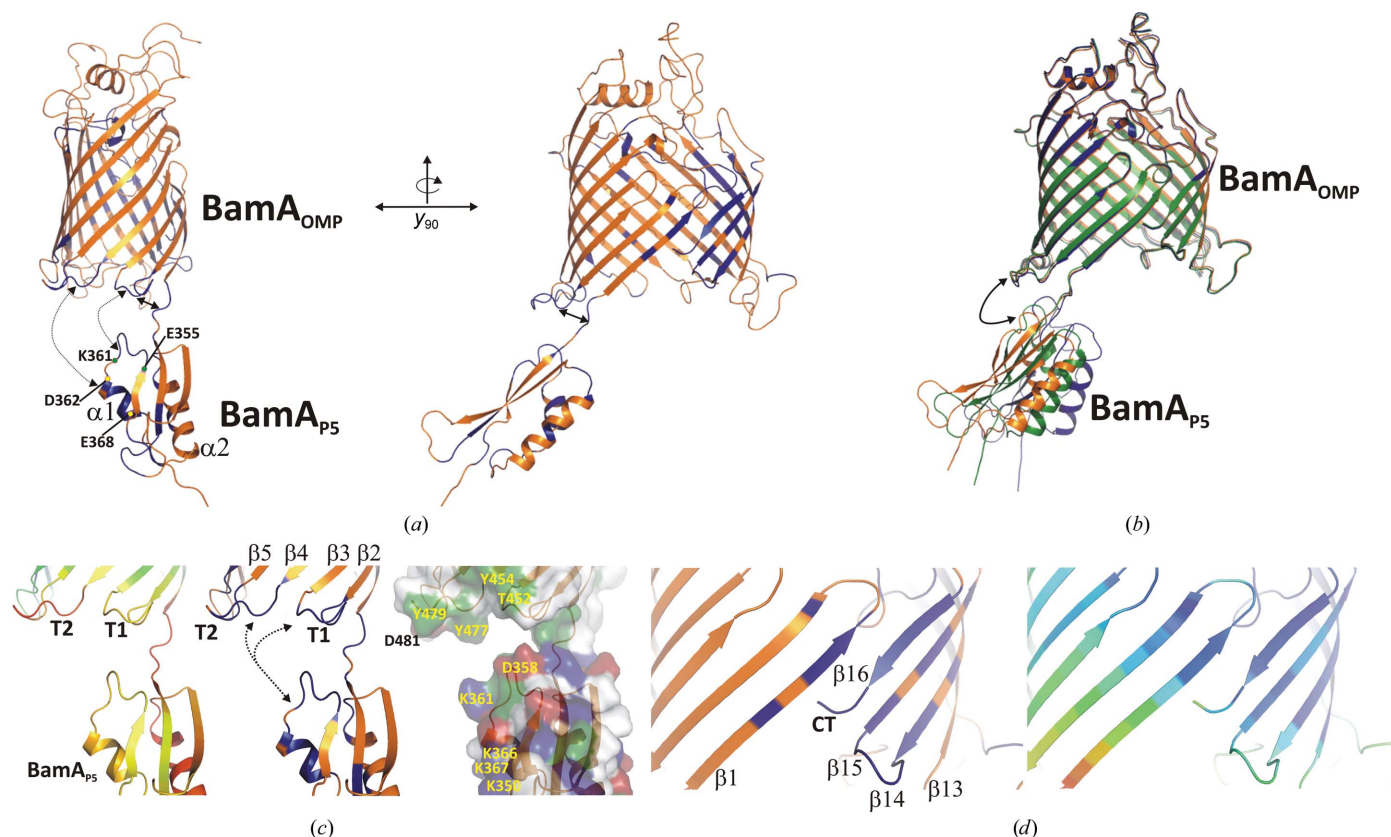 BamA_OMP
y_90
E355
K361
D362
α1
BamA_P5
E368
α2
(a)
BamA_OMP
BamA_P5
(b)
T2 T1
BamA_P5
β5 β4 β3 β2
T2 T1
Y454
T452
Y479
Y477
D481
D358
K361
K366
K367
K350
(c)
β16
CT
β15
β1
β14 β13
(d)